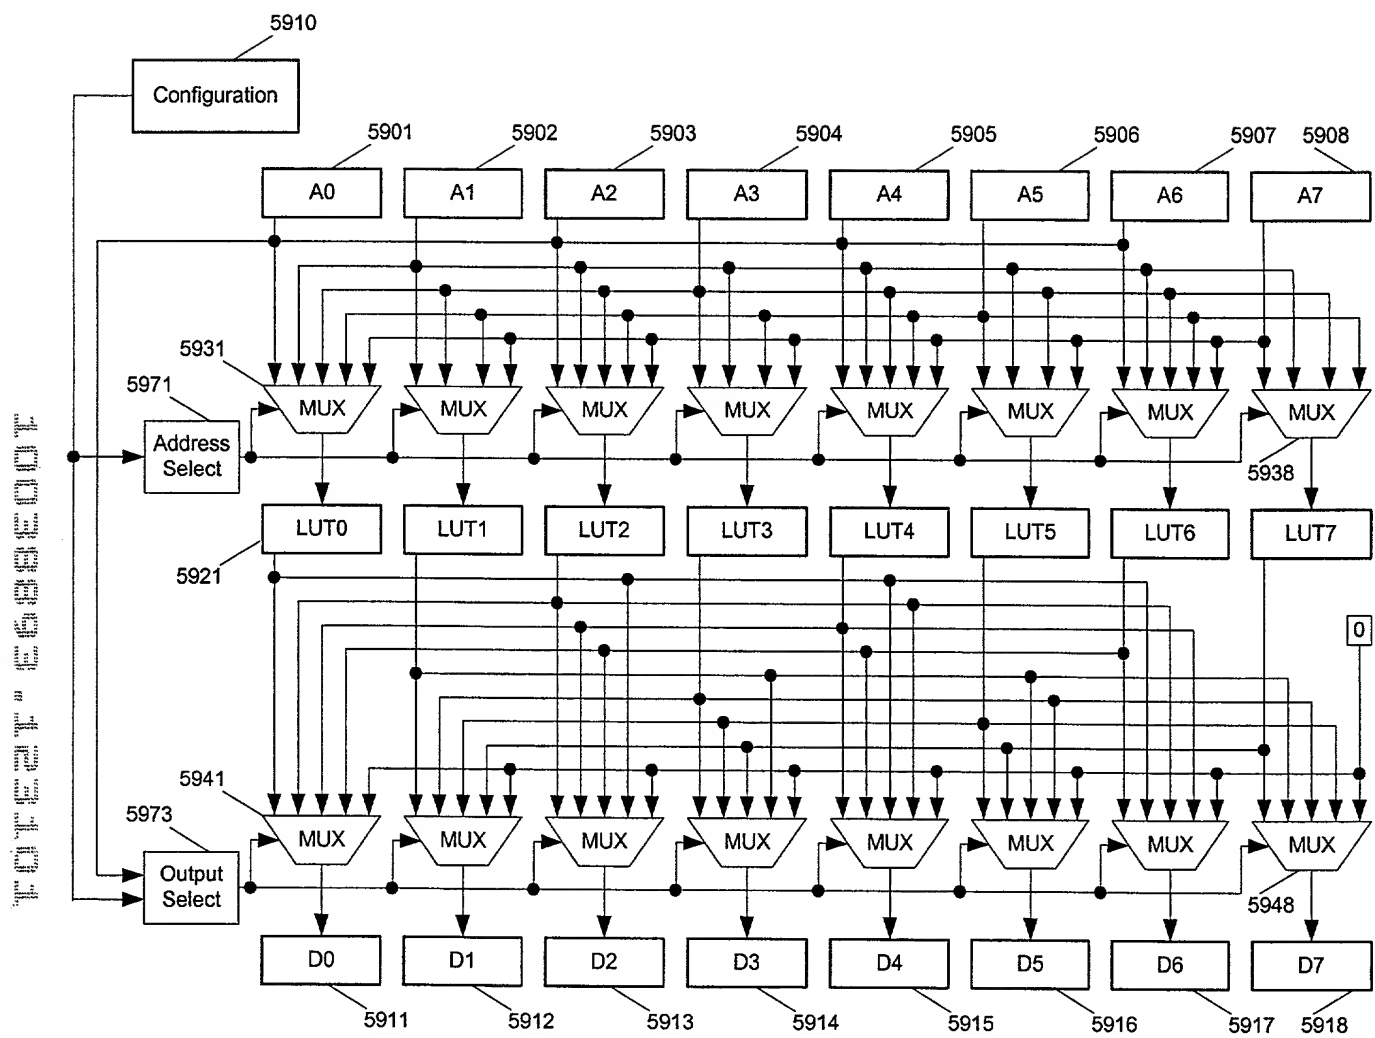 5910
Configuration
5901 5902 5903 5904 5905 5906 5907 5908
A0 A1 A2 A3 A4 A5 A6 A7
5931
5971
MUX MUX MUX MUX MUX MUX MUX MUX
Address
Select
5938
LUT0 LUT1 LUT2 LUT3 LUT4 LUT5 LUT6 LUT7
5921
0
5941
5973
MUX MUX MUX MUX MUX MUX MUX MUX
Output
Select
5948
D0 D1 D2 D3 D4 D5 D6 D7
5911 5912 5913 5914 5915 5916 5917 5918